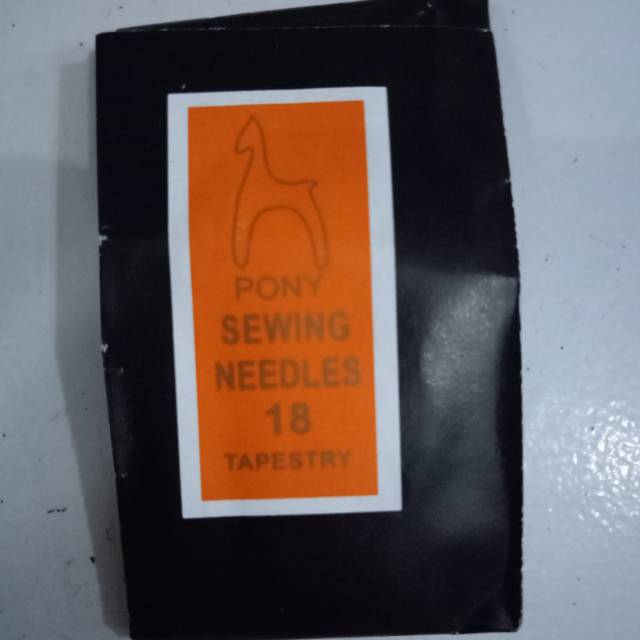 PONY
SEWING
NEEDLES
18
TAPESTRY